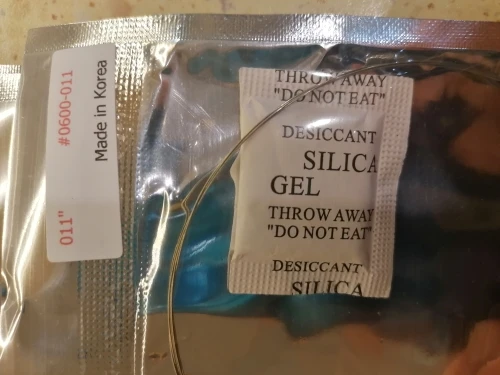 #0600-011
Made in Korea
011"
THROW AWAY
"DO NOT EAT"
DESICCANT
SILICA
GEL
THROW AWAY
"DO NOT EAT"
DESICCANT
SILICA